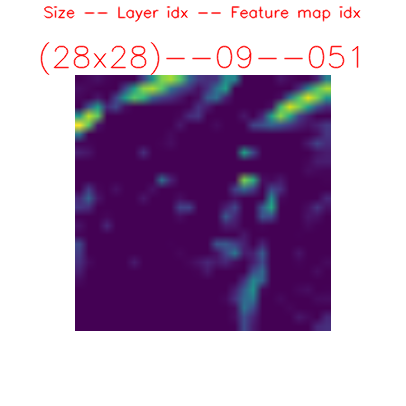 Size -- Layer idx -- Feature map idx
(28x28)--09--051